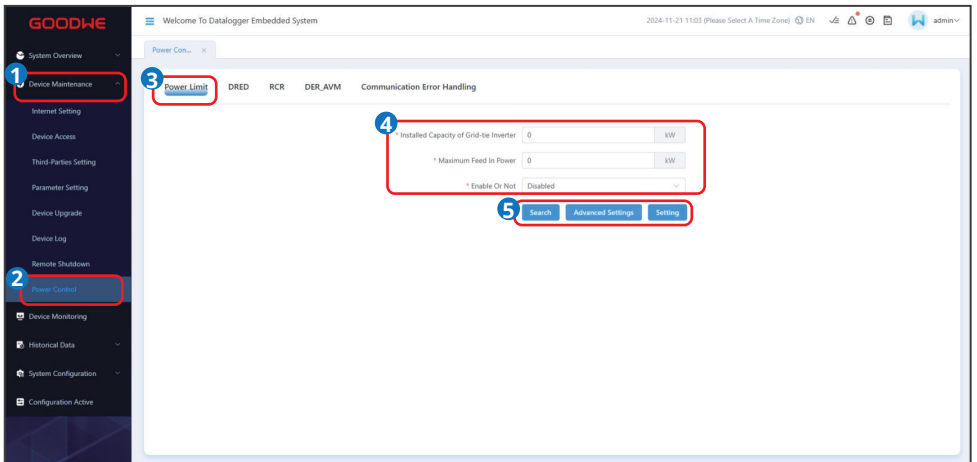 GOODWE
Welcome To Datalogger Embedded System
2024-11-21 11:03 (Please Select A Time Zone) EN
admin
System Overview
Power Con... ×
1
Device Maintenance
Internet Setting
Device Access
Third-Parties Setting
Parameter Setting
Device Upgrade
Device Log
Remote Shutdown
2
Power Control
Device Monitoring
Historical Data
System Configuration
Configuration Active
3
Power Limit DRED RCR DER_AVM Communication Error Handling
4
* Installed Capacity of Grid-tie Inverter 0 kW
* Maximum Feed In Power 0 kW
* Enable Or Not Disabled
5
Search Advanced Settings Setting